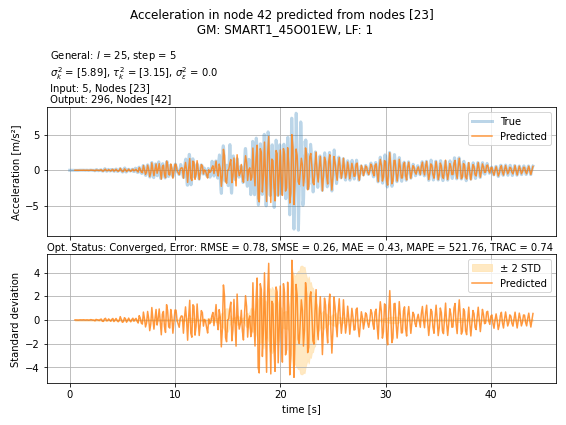 Acceleration in node 42 predicted from nodes [23]
GM: SMART1_45O01EW, LF: 1
General: l = 25, step = 5
σ²ₖ = [5.89], τ²ₖ = [3.15], σ²ε = 0.0
Input: 5, Nodes [23]
Output: 296, Nodes [42]
Acceleration [m/s²]
5
0
−5
True
Predicted
Opt. Status: Converged, Error: RMSE = 0.78, SMSE = 0.26, MAE = 0.43, MAPE = 521.76, TRAC = 0.74
Standard deviation
4
2
0
−2
−4
± 2 STD
Predicted
0 10 20 30 40
time [s]